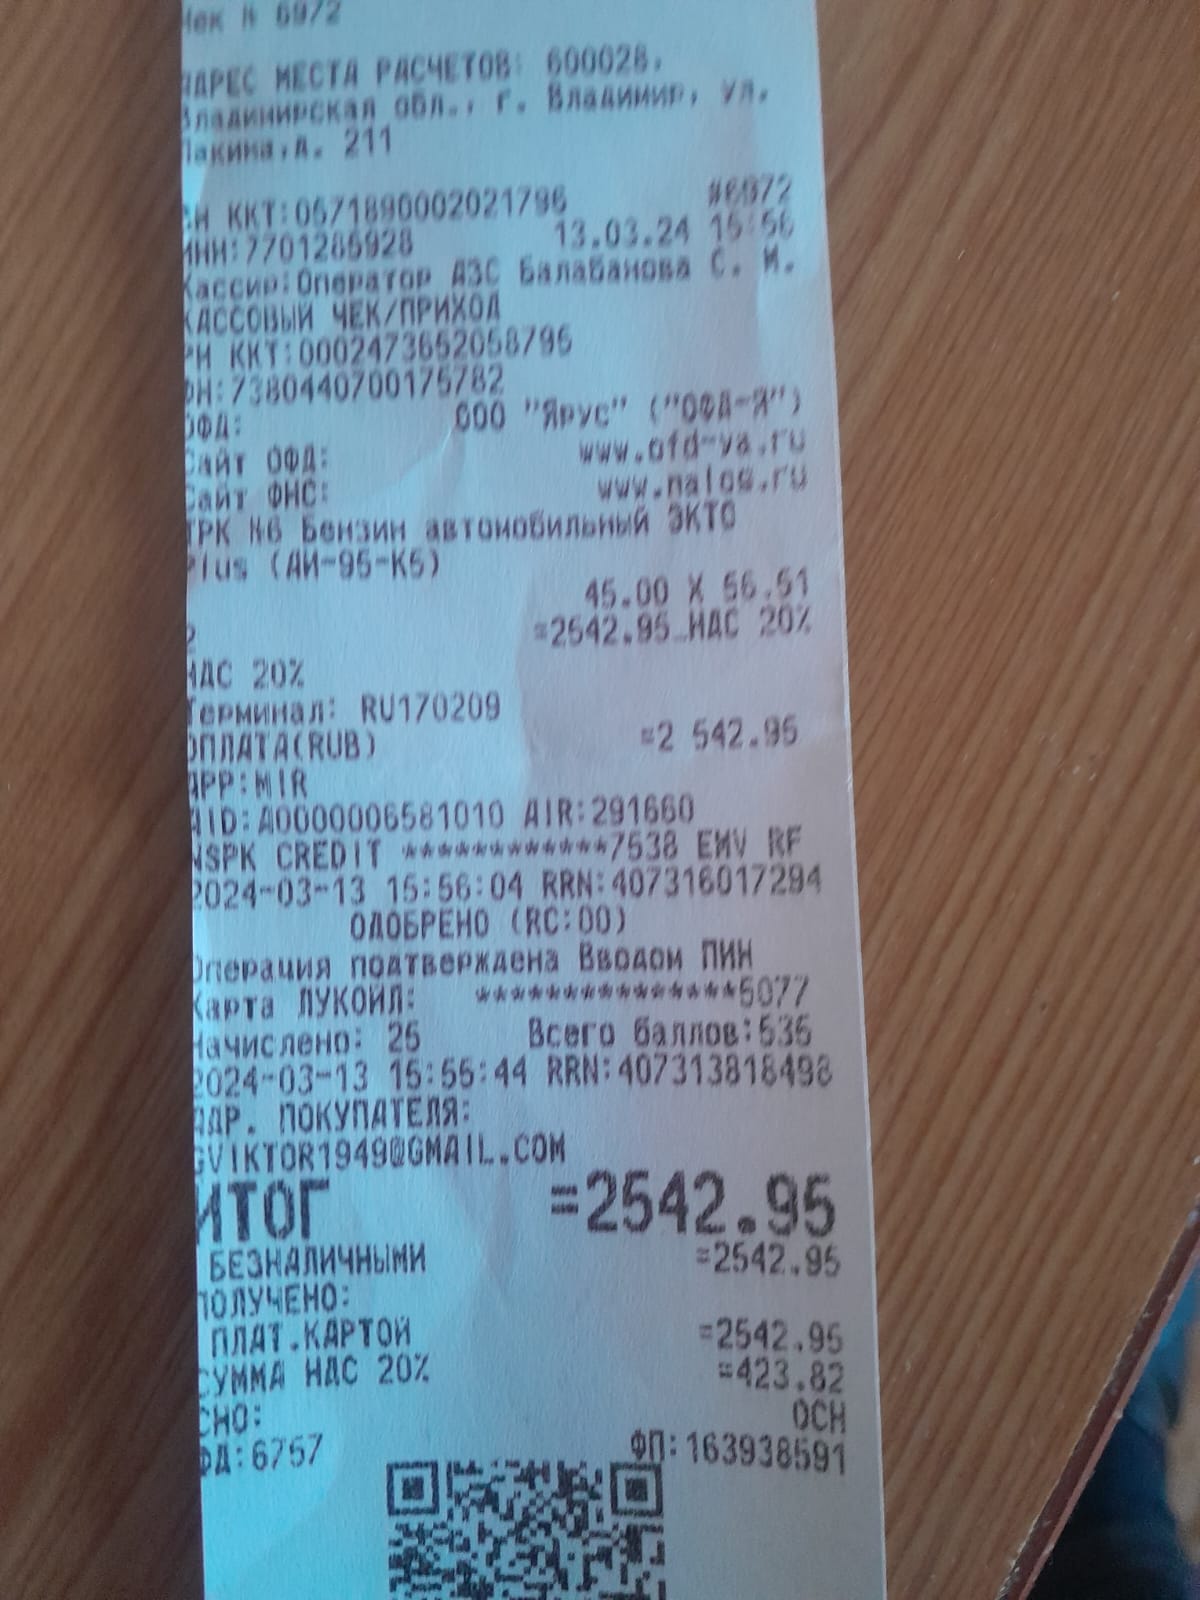 Чек № 6972
АДРЕС МЕСТА РАСЧЕТОВ: 600028,
Владимирская обл., г. Владимир, ул.
Лакина,д. 211
ЗН ККТ:0571890002021796 #6972
ИНН:7701285928 13.03.24 15:56
Кассир:Оператор АЗС Балабанова С. М.
КАССОВЫЙ ЧЕК/ПРИХОД
РН ККТ:0002473652058795
ФН:7380440700175782
ОФД: ООО "Ярус" ("ОФД-Я")
Сайт ОФД: www.ofd-ya.ru
Сайт ФНС: www.nalog.ru
ТРК №6 Бензин автомобильный ЭКТО
Plus (АИ-95-К5)
45.00 X 56.51
2 =2542.95_НДС 20%
НДС 20%
Терминал: RU170209
ОПЛАТА(RUB) =2 542.95
APP:MIR
AID:A0000006581010 AIR:291660
NSPK CREDIT ************7538 EMV RF
2024-03-13 15:56:04 RRN:407316017294
ОДОБРЕНО (RC:00)
Операция подтверждена Вводом ПИН
Карта ЛУКОЙЛ: ***************5077
Начислено: 25 Всего баллов:535
2024-03-13 15:55:44 RRN:407313818498
АДР. ПОКУПАТЕЛЯ:
GVIKTOR1949@GMAIL.COM
ИТОГ =2542.95
БЕЗНАЛИЧНЫМИ =2542.95
ПОЛУЧЕНО:
ПЛАТ.КАРТОЙ =2542.95
СУММА НДС 20% =423.82
СНО: ОСН
ФД:6757 ФП:163938591